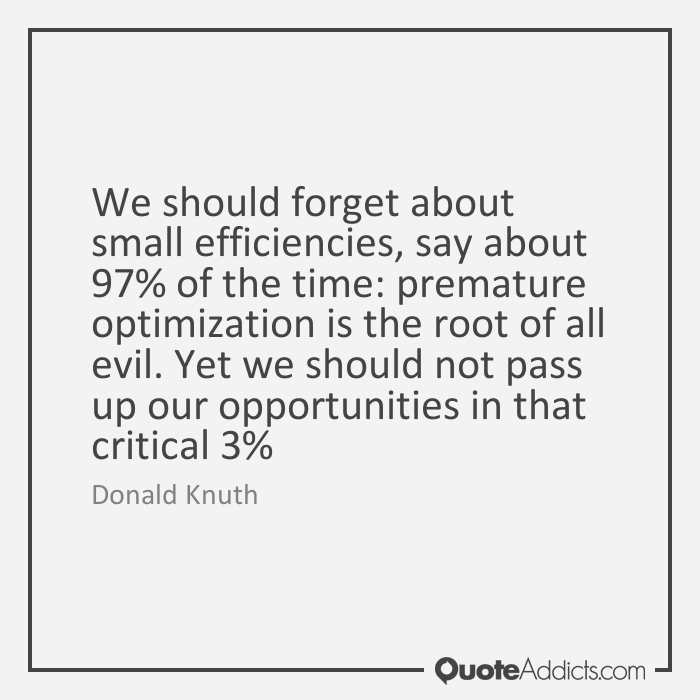 We should forget about
small efficiencies, say about
97% of the time: premature
optimization is the root of all
evil. Yet we should not pass
up our opportunities in that
critical 3%
Donald Knuth
QuoteAddicts.com